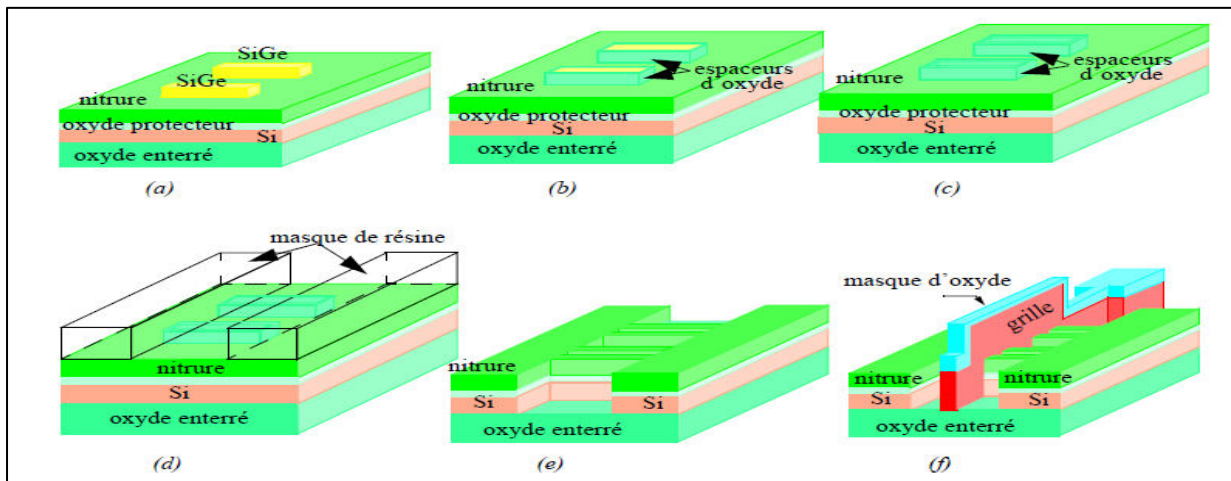 SiGe
SiGe
nitrure
oxyde protecteur
Si
oxyde enterré
(a)
espaceurs
d'oxyde
nitrure
oxyde protecteur
Si
oxyde enterré
(b)
espaceurs
d'oxyde
nitrure
oxyde protecteur
Si
oxyde enterré
(c)
masque de résine
nitrure
Si
oxyde enterré
(d)
nitrure
Si
Si
oxyde enterré
(e)
masque d'oxyde
grille
nitrure
nitrure
Si
Si
oxyde enterré
(f)